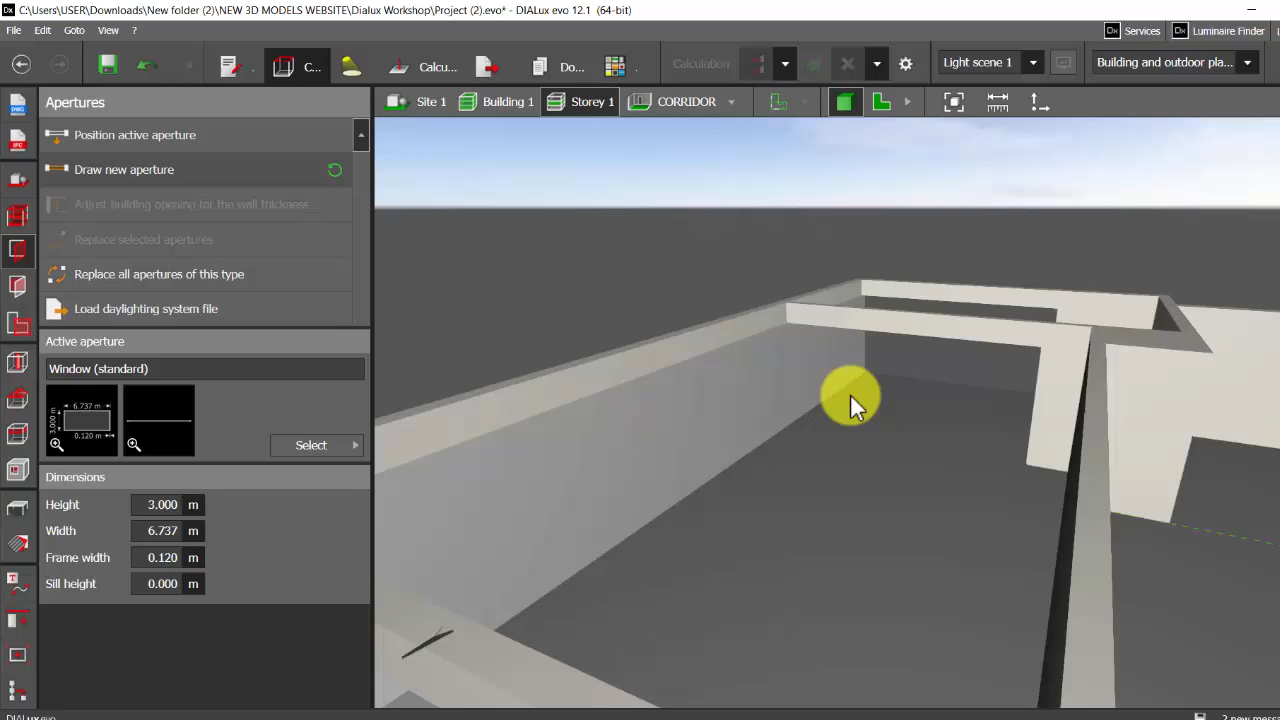 C:\Users\USER\Downloads\New folder (2)\NEW 3D MODELS WEBSITE\Dialux Workshop\Project (2).evo* - DIALux evo 12.1 (64-bit)
File Edit Goto View ?
Services
Luminaire Finder
C...
Calcu...
Do...
Calculation
Light scene 1
Building and outdoor pla...
Apertures
Site 1
Building 1
Storey 1
CORRIDOR
Position active aperture
Draw new aperture
Adjust building opening for the wall thickness...
Replace selected apertures
Replace all apertures of this type
Load daylighting system file
Active aperture
Window (standard)
6.737 m
3.000 m
0.120 m
Select
Dimensions
Height 3.000 m
Width 6.737 m
Frame width 0.120 m
Sill height 0.000 m
DIALux evo
2 new messa